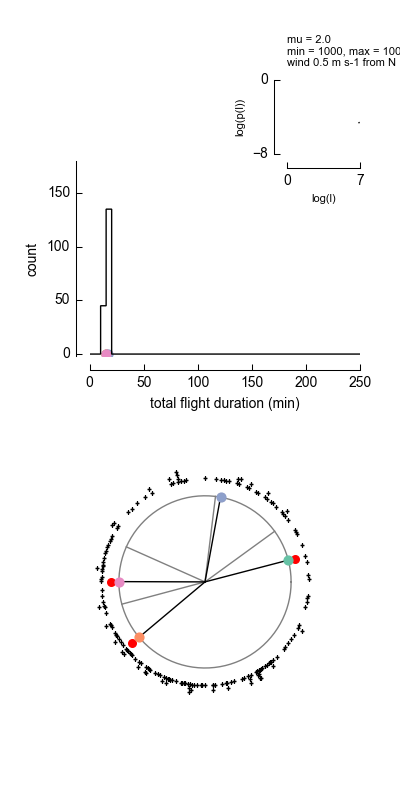 mu = 2.0
min = 1000, max = 100
wind 0.5 m s-1 from N
0
log(p(l))
−8
0 7
log(l)
150
100
50
0
count
0 50 100 150 200 250
total flight duration (min)